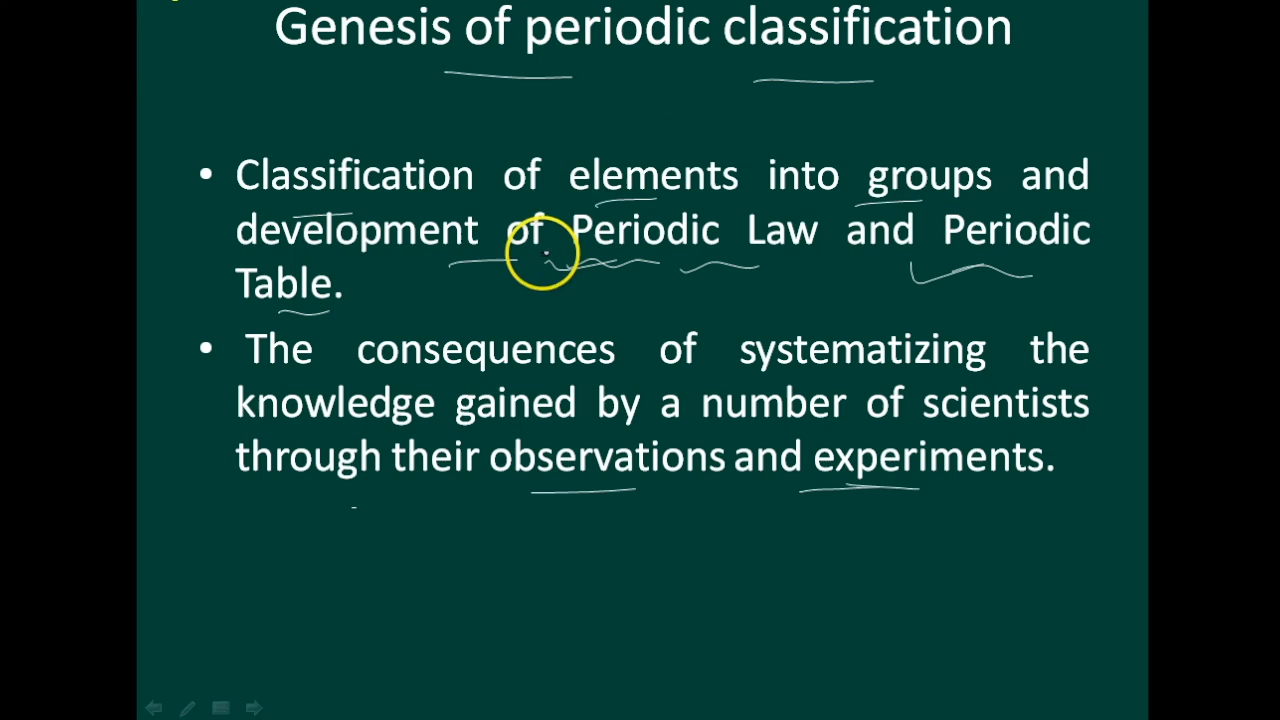 Genesis of periodic classification
• Classification of elements into groups and
development of Periodic Law and Periodic
Table.
• The consequences of systematizing the
knowledge gained by a number of scientists
through their observations and experiments.